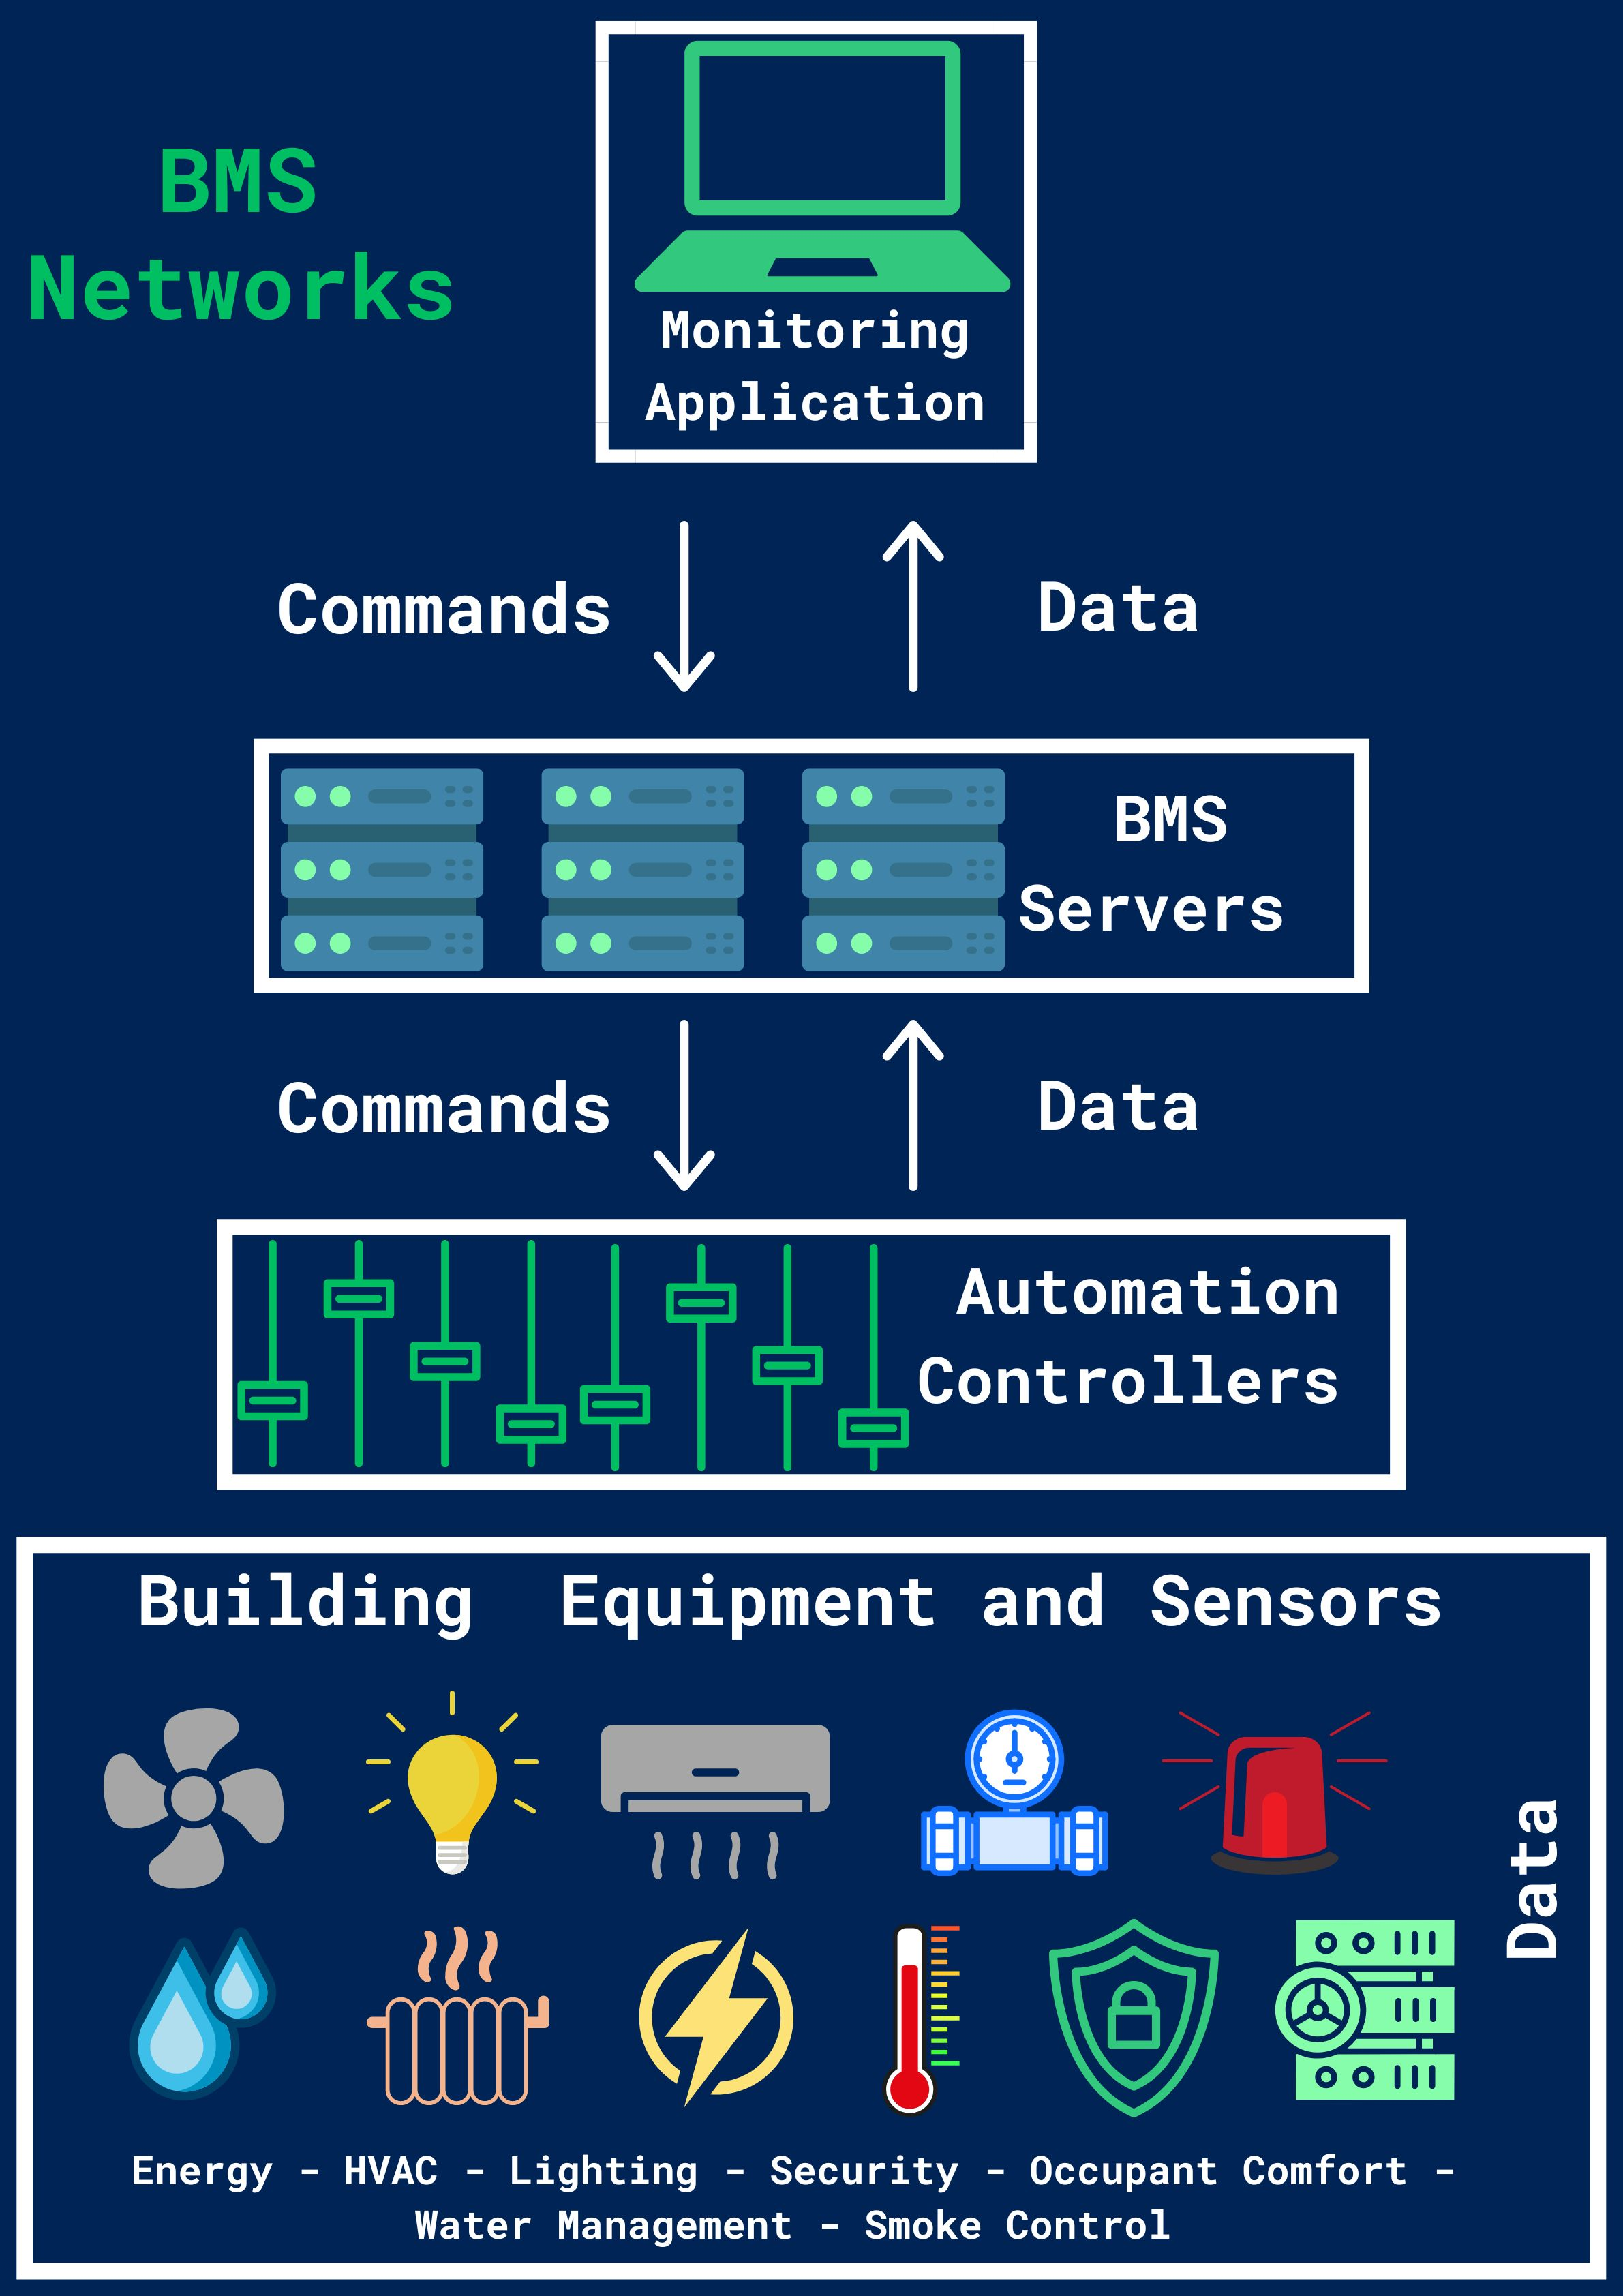 BMS
Networks
Monitoring
Application
Commands
Data
BMS
Servers
Commands
Data
Automation
Controllers
Building Equipment and Sensors
Data
Energy - HVAC - Lighting - Security - Occupant Comfort -
Water Management - Smoke Control